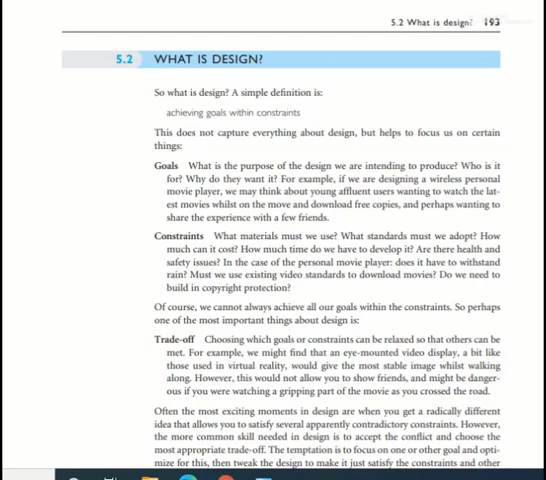 5.2 What is design? 193
5.2 WHAT IS DESIGN?
So what is design? A simple definition is:
achieving goals within constraints
This does not capture everything about design, but helps to focus us on certain
things:
Goals What is the purpose of the design we are intending to produce? Who is it
for? Why do they want it? For example, if we are designing a wireless personal
movie player, we may think about young affluent users wanting to watch the lat-
est movies whilst on the move and download free copies, and perhaps wanting to
share the experience with a few friends.
Constraints What materials must we use? What standards must we adopt? How
much can it cost? How much time do we have to develop it? Are there health and
safety issues? In the case of the personal movie player: does it have to withstand
rain? Must we use existing video standards to download movies? Do we need to
build in copyright protection?
Of course, we cannot always achieve all our goals within the constraints. So perhaps
one of the most important things about design is:
Trade-off Choosing which goals or constraints can be relaxed so that others can be
met. For example, we might find that an eye-mounted video display, a bit like
those used in virtual reality, would give the most stable image whilst walking
along. However, this would not allow you to show friends, and might be danger-
ous if you were watching a gripping part of the movie as you crossed the road.
Often the most exciting moments in design are when you get a radically different
idea that allows you to satisfy several apparently contradictory constraints. However,
the more common skill needed in design is to accept the conflict and choose the
most appropriate trade-off. The temptation is to focus on one or other goal and opti-
mize for this, then tweak the design to make it just satisfy the constraints and other